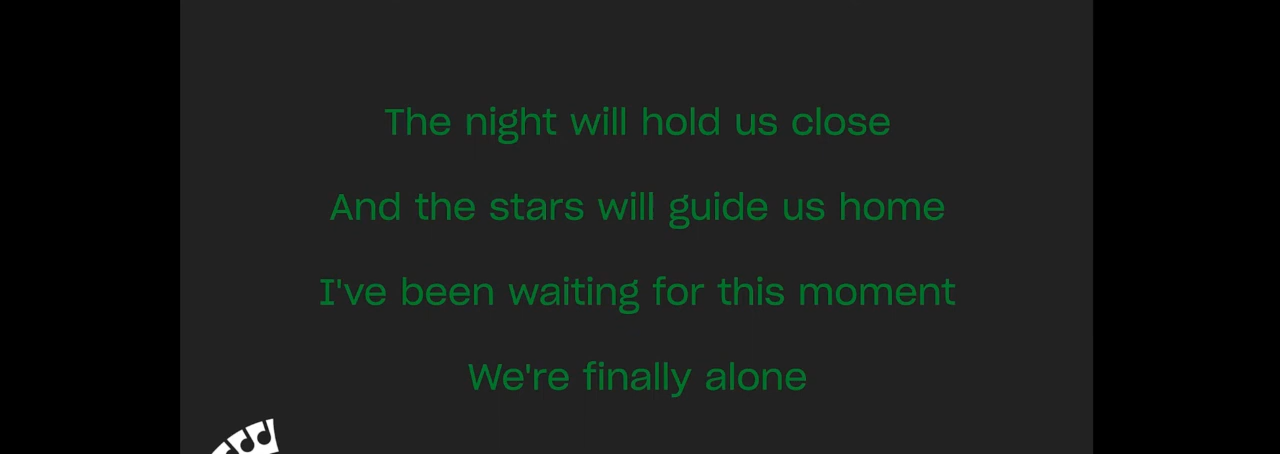 The night will hold us close
And the stars will guide us home
I've been waiting for this moment
We're finally alone